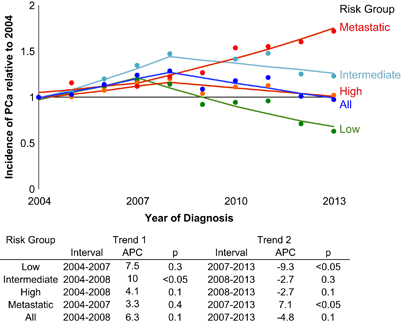 Risk Group
2
Metastatic
1.5
Intermediate
High
1
All
0.5
Low
0
Incidence of PCas relative to 2004
2004 2007 2010 2013
Year of Diagnosis
Risk Group Trend 1 Trend 2
Interval APC p Interval APC p
Low 2004-2007 7.5 0.3 2007-2013 -9.3 <0.05
Intermediate 2004-2008 10 <0.05 2008-2013 -2.7 0.3
High 2004-2008 4.1 0.1 2008-2013 -2.7 0.1
Metastatic 2004-2007 3.3 0.4 2007-2013 7.1 <0.05
All 2004-2008 6.3 0.1 2007-2013 -4.8 0.1